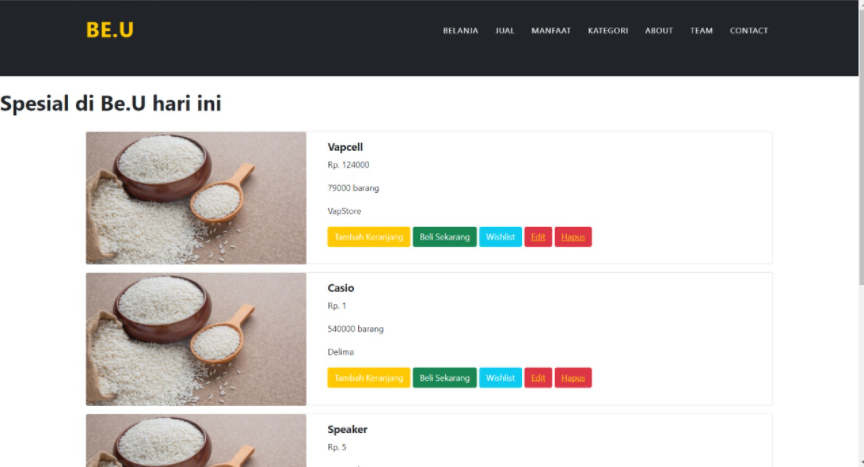 BE.U
BELANJA JUAL MANFAAT KATEGORI ABOUT TEAM CONTACT
Spesial di Be.U hari ini
Vapcell
Rp. 124000
79000 barang
VapStore
Tambah Keranjang Beli Sekarang Wishlist Edit Hapus
Casio
Rp. 1
540000 barang
Delima
Tambah Keranjang Beli Sekarang Wishlist Edit Hapus
Speaker
Rp. 5